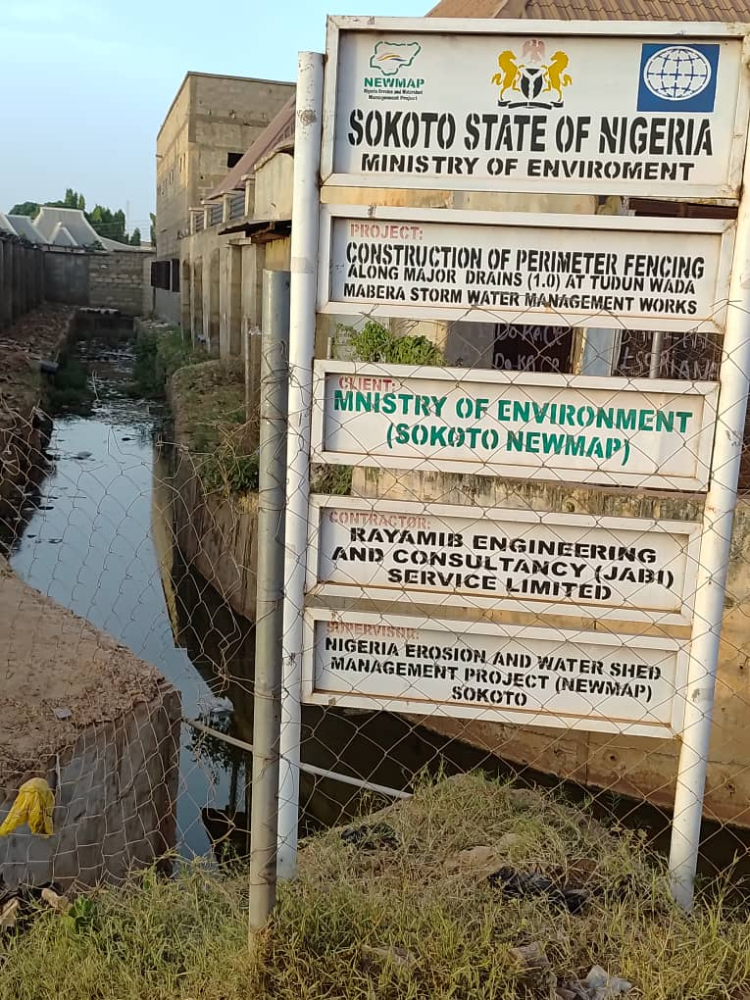 NEWMAP
Nigeria Erosion and Watershed
Management Project
SOKOTO STATE OF NIGERIA
MINISTRY OF ENVIROMENT
PROJECT:
CONSTRUCTION OF PERIMETER FENCING
ALONG MAJOR DRAINS (1.0) AT TUDUN WADA
MABERA STORM WATER MANAGEMENT WORKS
CLIENT:
MNISTRY OF ENVIRONMENT
(SOKOTO NEWMAP)
CONTRACTOR:
RAYAMIB ENGINEERING
AND CONSULTANCY (JABI)
SERVICE LIMITED
SUPERVISOR:
NIGERIA EROSION AND WATER SHED
MANAGEMENT PROJECT (NEWMAP)
SOKOTO